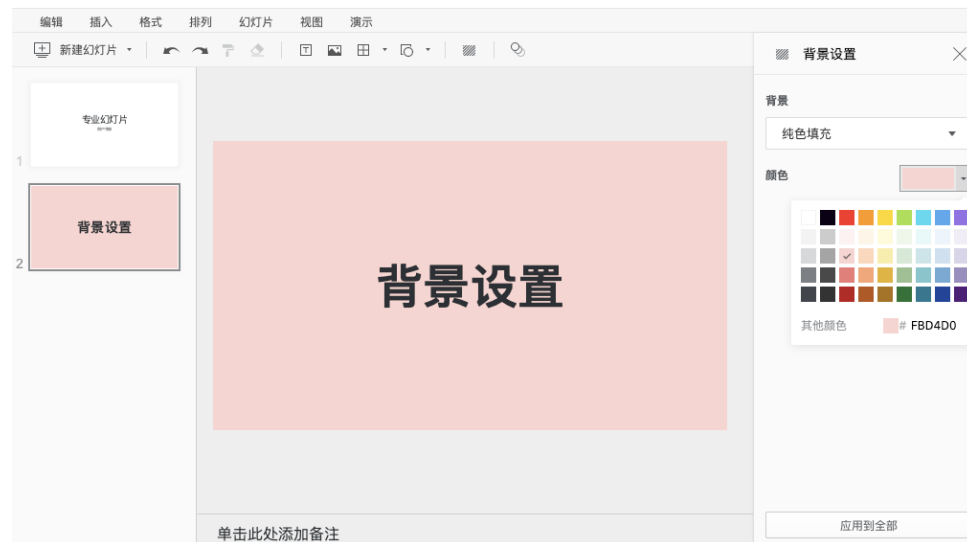 编辑 插入 格式 排列 幻灯片 视图 演示
新建幻灯片
背景设置
背景
纯色填充
颜色
专业幻灯片
1
背景设置
2
背景设置
其他颜色 # FBD4D0
单击此处添加备注
应用到全部